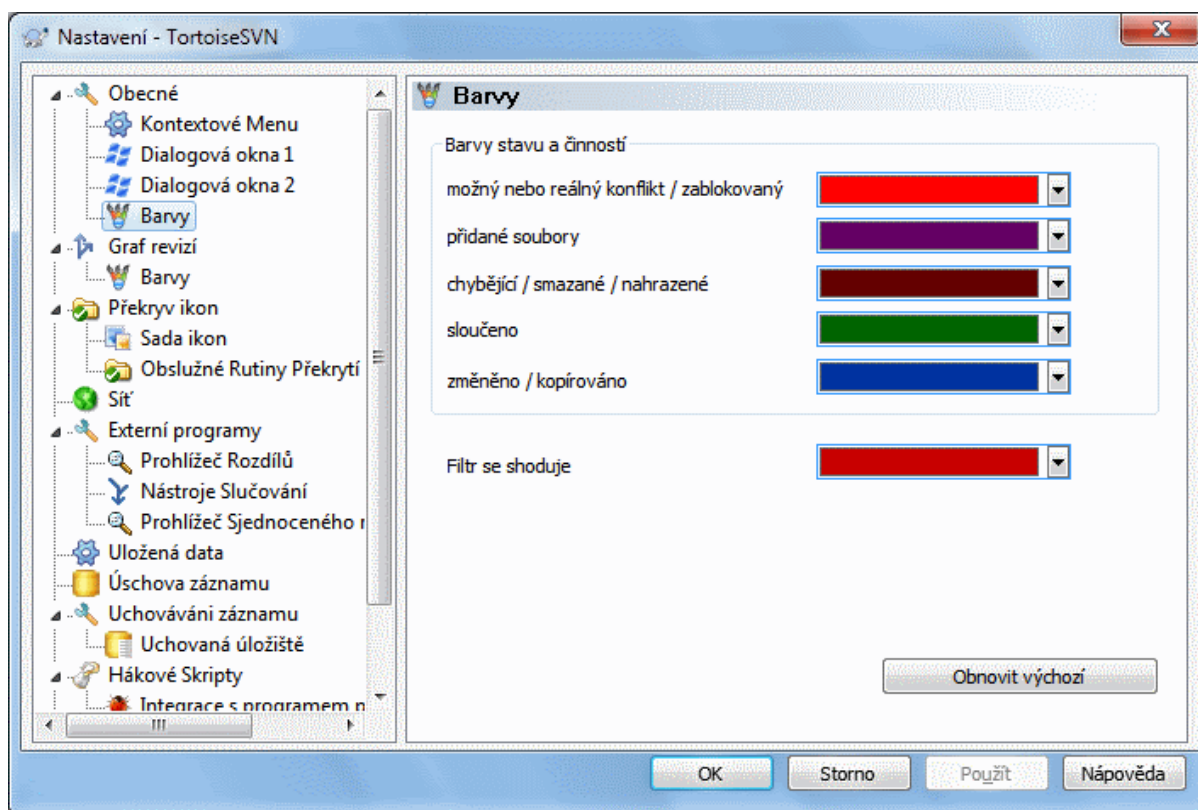 Nastavení - TortoiseSVN
Obecné
Kontextové Menu
Dialogová okna 1
Dialogová okna 2
Barvy
Graf revizí
Barvy
Překryv ikon
Sada ikon
Obslužné Rutiny Překrytí
Síť
Externí programy
Prohlížeč Rozdílů
Nástroje Slučování
Prohlížeč Sjednoceného
Uložená data
Úschova záznamu
Uchováváni záznamu
Uchovaná úložiště
Hákové Skripty
Integrace s programem
Barvy
Barvy stavu a činností
možný nebo reálný konflikt / zablokovaný
přidané soubory
chybějící / smazané / nahrazené
sloučeno
změněno / kopírováno
Filtr se shoduje
Obnovit výchozí
OK
Storno
Použít
Nápověda